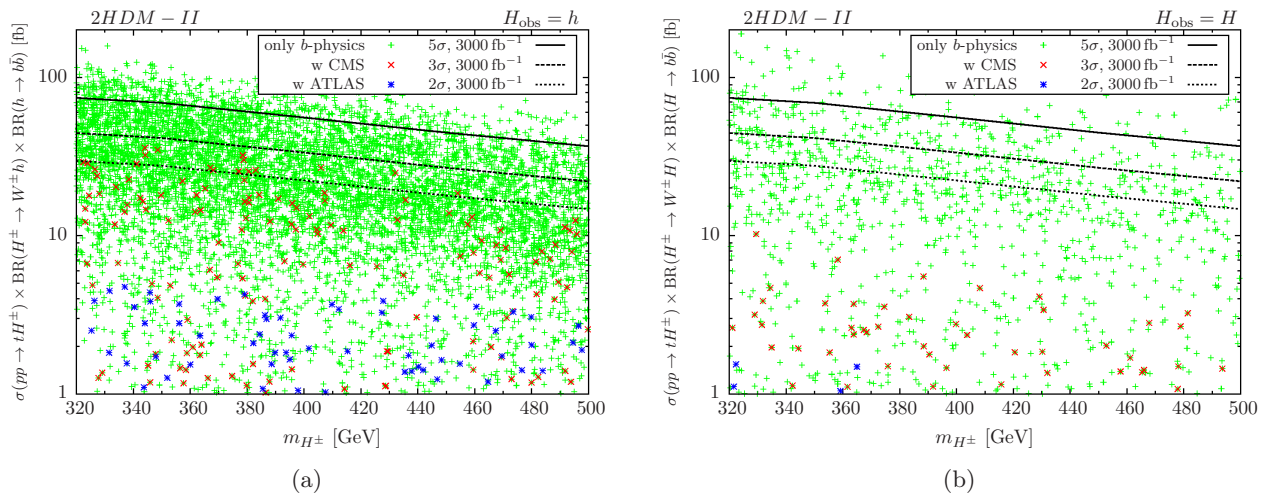 2HDM − II
H_obs = h
σ(pp → tH^±) × BR(H^± → W^±h) × BR(h → bb̄) [fb]
only b-physics
5σ, 3000 fb^−1
w CMS
3σ, 3000 fb^−1
w ATLAS
2σ, 3000 fb^−1
100
10
1
320 340 360 380 400 420 440 460 480 500
m_H^± [GeV]
(a)
2HDM − II
H_obs = H
σ(pp → tH^±) × BR(H^± → W^±H) × BR(H → bb̄) [fb]
only b-physics
5σ, 3000 fb^−1
w CMS
3σ, 3000 fb^−1
w ATLAS
2σ, 3000 fb^−1
100
10
1
320 340 360 380 400 420 440 460 480 500
m_H^± [GeV]
(b)